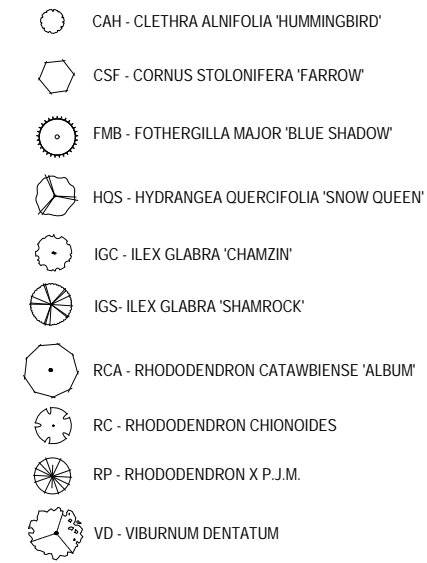 CAH - CLETHRA ALNIFOLIA 'HUMMINGBIRD'
CSF - CORNUS STOLONIFERA 'FARROW'
FMB - FOTHERGILLA MAJOR 'BLUE SHADOW'
HQS - HYDRANGEA QUERCIFOLIA 'SNOW QUEEN'
IGC - ILEX GLABRA 'CHAMZIN'
IGS- ILEX GLABRA 'SHAMROCK'
RCA - RHODODENDRON CATAWBIENSE 'ALBUM'
RC - RHODODENDRON CHIONOIDES
RP - RHODODENDRON X P.J.M.
VD - VIBURNUM DENTATUM